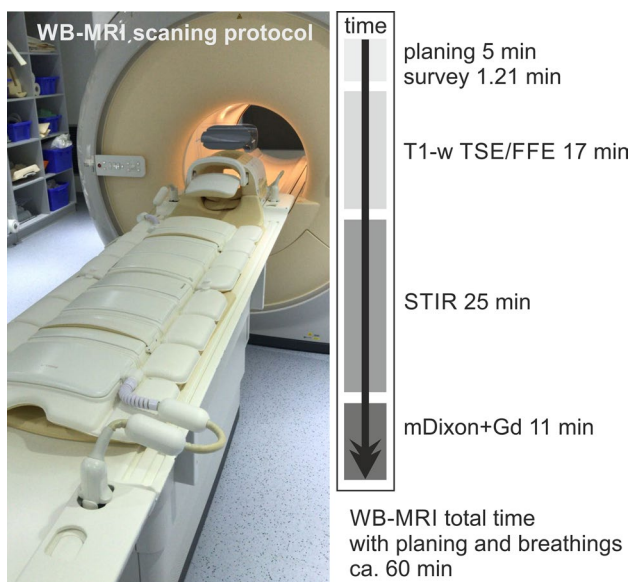 WB-MRI scaning protocol
time
planing 5 min
survey 1.21 min
T1-w TSE/FFE 17 min
STIR 25 min
mDixon+Gd 11 min
WB-MRI total time
with planing and breathings
ca. 60 min